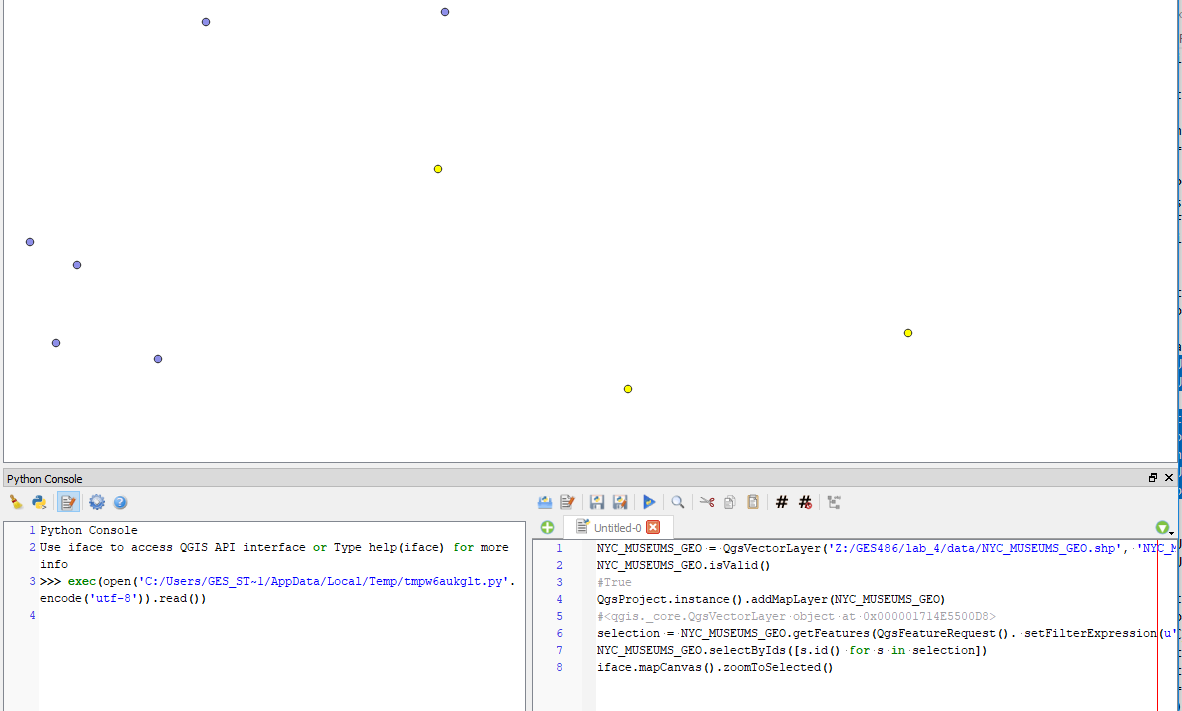 Python Console
1 Python Console
2 Use iface to access QGIS API interface or Type help(iface) for more
info
3 >>> exec(open('C:/Users/GES_ST~1/AppData/Local/Temp/tmpw6aukglt.py'.
encode('utf-8')).read())
4
Untitled-0
1 NYC_MUSEUMS_GEO = QgsVectorLayer('Z:/GES486/lab_4/data/NYC_MUSEUMS_GEO.shp', 'NYC_M
2 NYC_MUSEUMS_GEO.isValid()
3 #True
4 QgsProject.instance().addMapLayer(NYC_MUSEUMS_GEO)
5 #<qgis._core.QgsVectorLayer object at 0x000001714E5500D8>
6 selection = NYC_MUSEUMS_GEO.getFeatures(QgsFeatureRequest(). setFilterExpression(u'
7 NYC_MUSEUMS_GEO.selectByIds([s.id() for s in selection])
8 iface.mapCanvas().zoomToSelected()